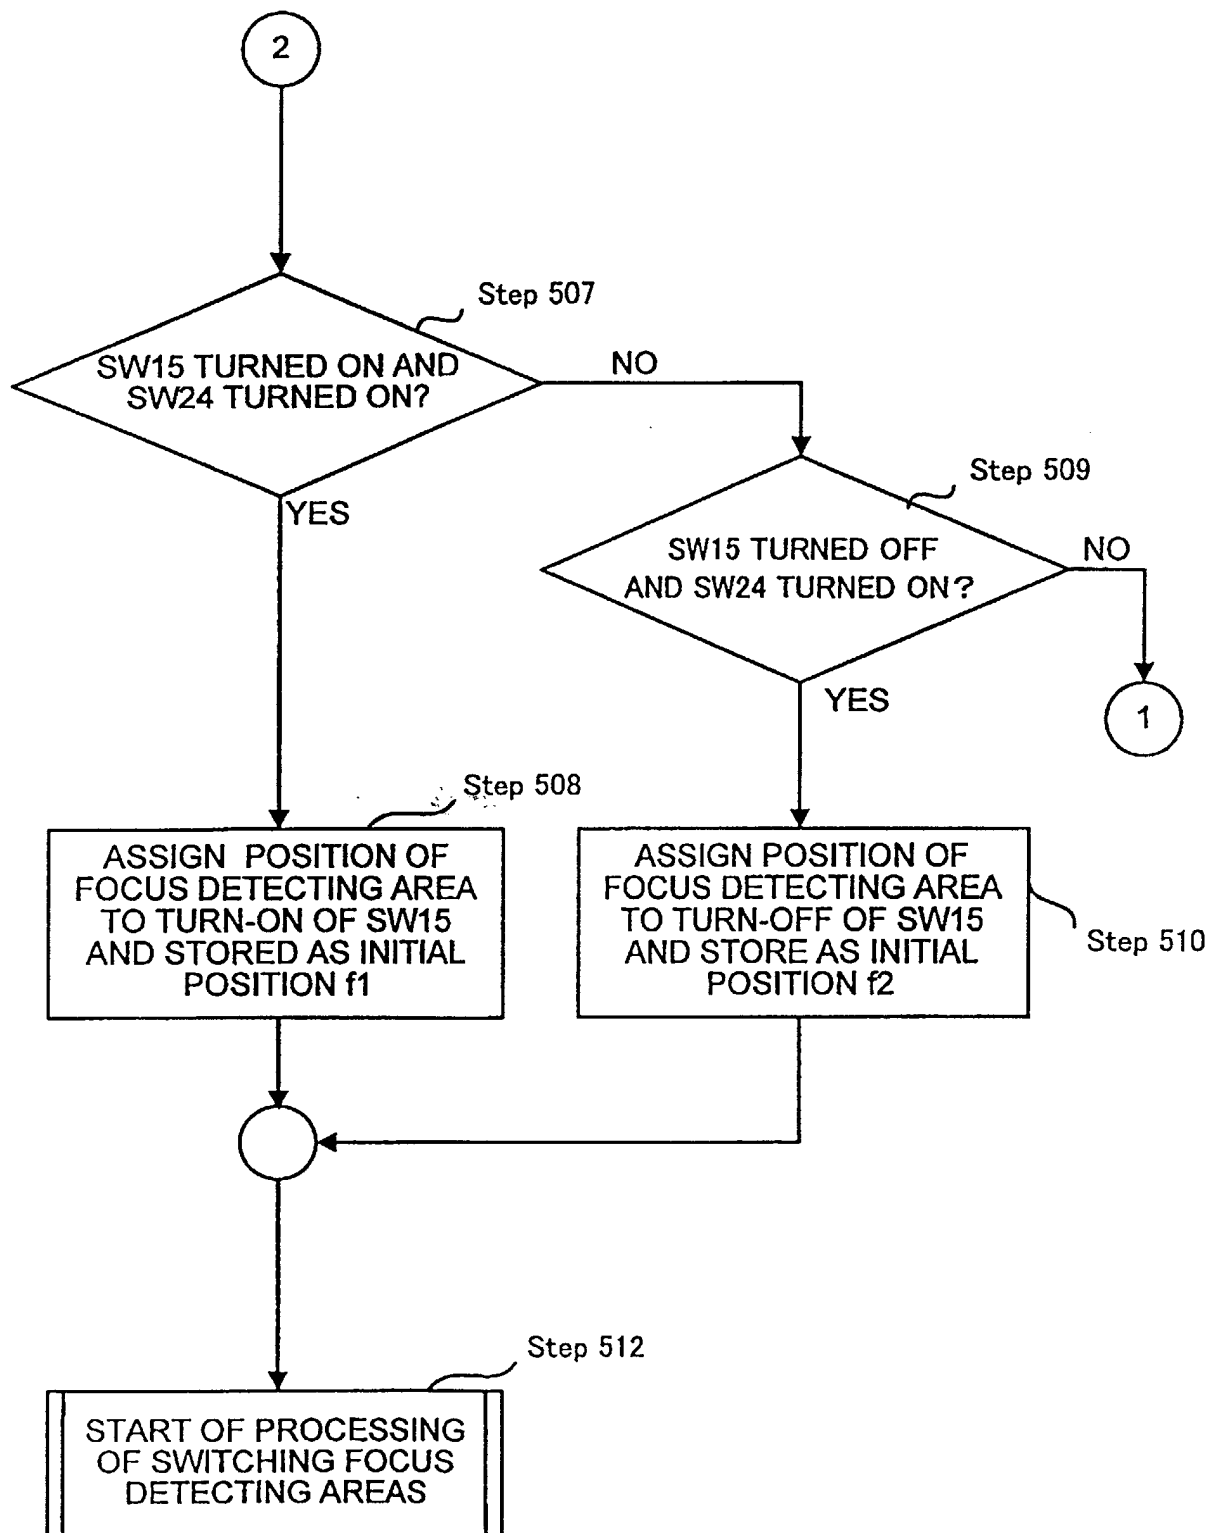 2
Step 507
SW15 TURNED ON AND
SW24 TURNED ON?
NO
YES
Step 509
SW15 TURNED OFF
AND SW24 TURNED ON?
NO
YES
1
Step 508
ASSIGN POSITION OF
FOCUS DETECTING AREA
TO TURN-ON OF SW15
AND STORED AS INITIAL
POSITION f1
ASSIGN POSITION OF
FOCUS DETECTING AREA
TO TURN-OFF OF SW15
AND STORE AS INITIAL
POSITION f2
Step 510
Step 512
START OF PROCESSING
OF SWITCHING FOCUS
DETECTING AREAS